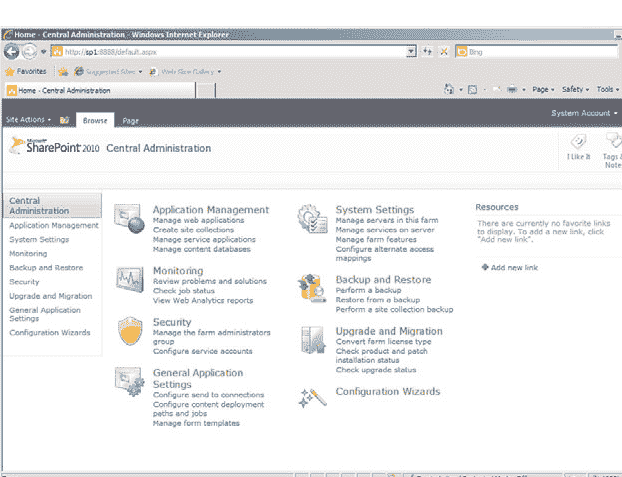 Home - Central Administration - Windows Internet Explorer
http://sp1:8888/default.aspx
Bing
Favorites Suggested Sites Web Slice Gallery
Home - Central Administration
Page Safety Tools
System Account
Site Actions Browse Page
Microsoft
SharePoint 2010 Central Administration
I Like It
Tags &
Note
Central
Administration
Application Management
System Settings
Monitoring
Backup and Restore
Security
Upgrade and Migration
General Application
Settings
Configuration Wizards
Application Management
Manage web applications
Create site collections
Manage service applications
Manage content databases
Monitoring
Review problems and solutions
Check job status
View Web Analytics reports
Security
Manage the farm administrators
group
Configure service accounts
General Application
Settings
Configure send to connections
Configure content deployment
paths and jobs
Manage form templates
System Settings
Manage servers in this farm
Manage services on server
Manage farm features
Configure alternate access
mappings
Backup and Restore
Perform a backup
Restore from a backup
Perform a site collection backup
Upgrade and Migration
Convert farm license type
Check product and patch
installation status
Check upgrade status
Configuration Wizards
Resources
There are currently no favorite links
to display. To add a new link, click
"Add new link".
Add new link